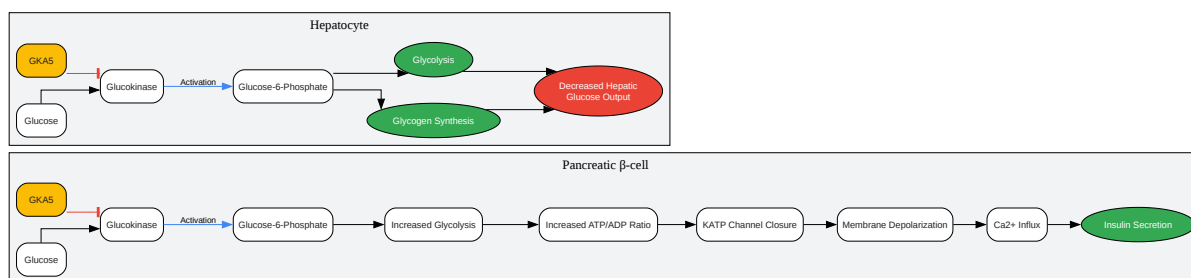 Hepatocyte
GKA5
Glucose
Glucokinase
Activation
Glucose-6-Phosphate
Glycolysis
Glycogen Synthesis
Decreased Hepatic
Glucose Output
Pancreatic β-cell
GKA5
Glucose
Glucokinase
Activation
Glucose-6-Phosphate
Increased Glycolysis
Increased ATP/ADP Ratio
KATP Channel Closure
Membrane Depolarization
Ca2+ Influx
Insulin Secretion